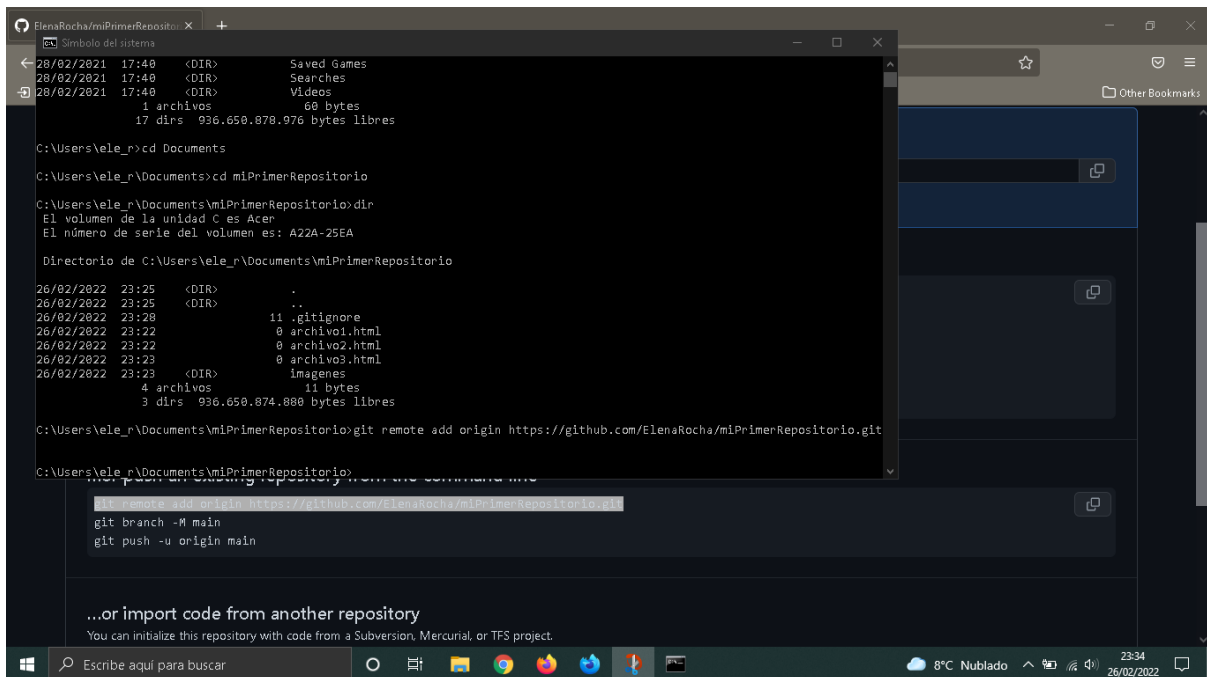 ElenaRocha/miPrimerRepositor
Símbolo del sistema
28/02/2021 17:40 <DIR> Saved Games
28/02/2021 17:40 <DIR> Searches
28/02/2021 17:40 <DIR> Videos
1 archivos 60 bytes
17 dirs 936.650.878.976 bytes libres
Other Bookmarks
C:\Users\ele_r>cd Documents
C:\Users\ele_r\Documents>cd miPrimerRepositorio
C:\Users\ele_r\Documents\miPrimerRepositorio>dir
El volumen de la unidad C es Acer
El número de serie del volumen es: A22A-25EA
Directorio de C:\Users\ele_r\Documents\miPrimerRepositorio
26/02/2022 23:25 <DIR> .
26/02/2022 23:25 <DIR> ..
26/02/2022 23:28 11 .gitignore
26/02/2022 23:22 0 archivo1.html
26/02/2022 23:22 0 archivo2.html
26/02/2022 23:23 0 archivo3.html
26/02/2022 23:23 <DIR> imagenes
4 archivos 11 bytes
3 dirs 936.650.874.880 bytes libres
C:\Users\ele_r\Documents\miPrimerRepositorio>git remote add origin https://github.com/ElenaRocha/miPrimerRepositorio.git
C:\Users\ele_r\Documents\miPrimerRepositorio>
...or push an existing repository from the command line
git remote add origin https://github.com/ElenaRocha/miPrimerRepositorio.git
git branch -M main
git push -u origin main
...or import code from another repository
You can initialize this repository with code from a Subversion, Mercurial, or TFS project.
Escribe aquí para buscar
8°C Nublado
23:34
26/02/2022